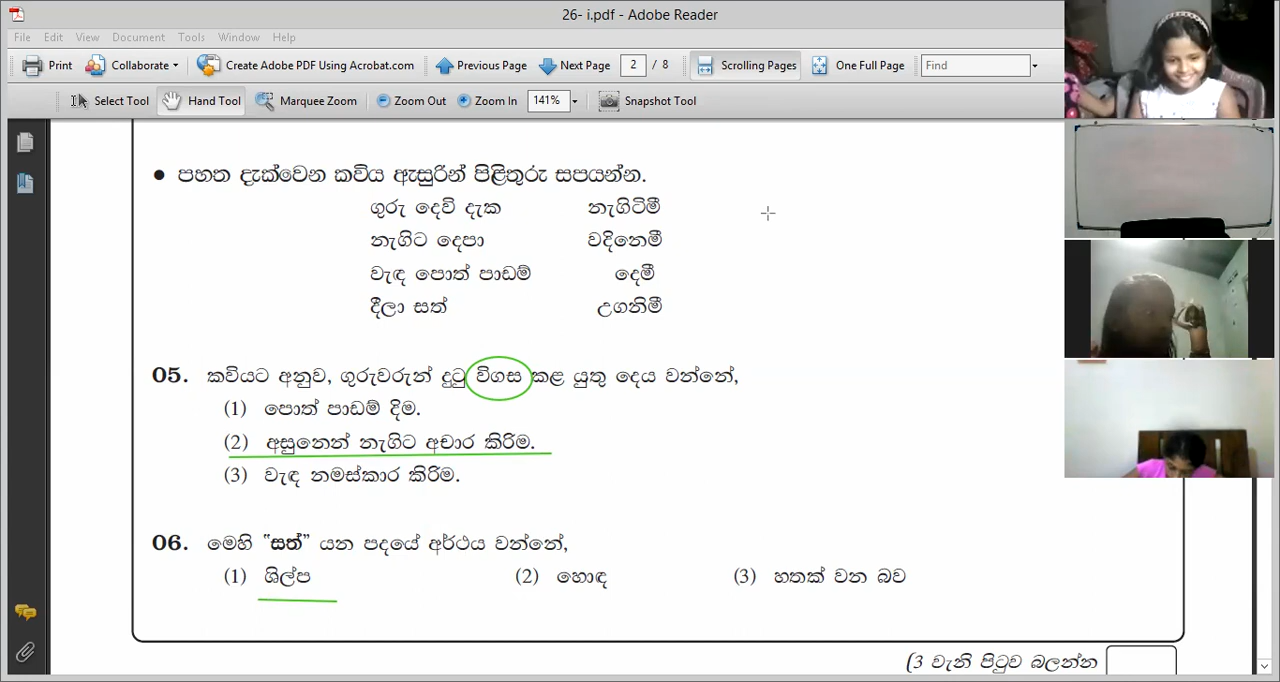 26- i.pdf - Adobe Reader
File Edit View Document Tools Window Help
Print Collaborate Create Adobe PDF Using Acrobat.com Previous Page Next Page 2 / 8 Scrolling Pages One Full Page Find
Select Tool Hand Tool Marquee Zoom Zoom Out Zoom In 141% Snapshot Tool
• පහත දැක්වෙන කවිය ඇසුරින් පිළිතුරු සපයන්න.
ගුරු දෙවි දැක නැගිටිමී
නැගිට දෙපා වදිනෙමී
වැඳ පොත් පාඩම් දෙමී
දීලා සත් උගනිමී
05. කවියට අනුව, ගුරුවරුන් දුටු විගස කළ යුතු දෙය වන්නේ,
(1) පොත් පාඩම් දිම.
(2) අසුනෙන් නැගිට අචාර කිරිම.
(3) වැඳ නමස්කාර කිරිම.
06. මෙහි "සත්" යන පදයේ අර්ථය වන්නේ,
(1) ශිල්ප (2) හොඳ (3) හතක් වන බව
(3 වැනි පිටුව බලන්න